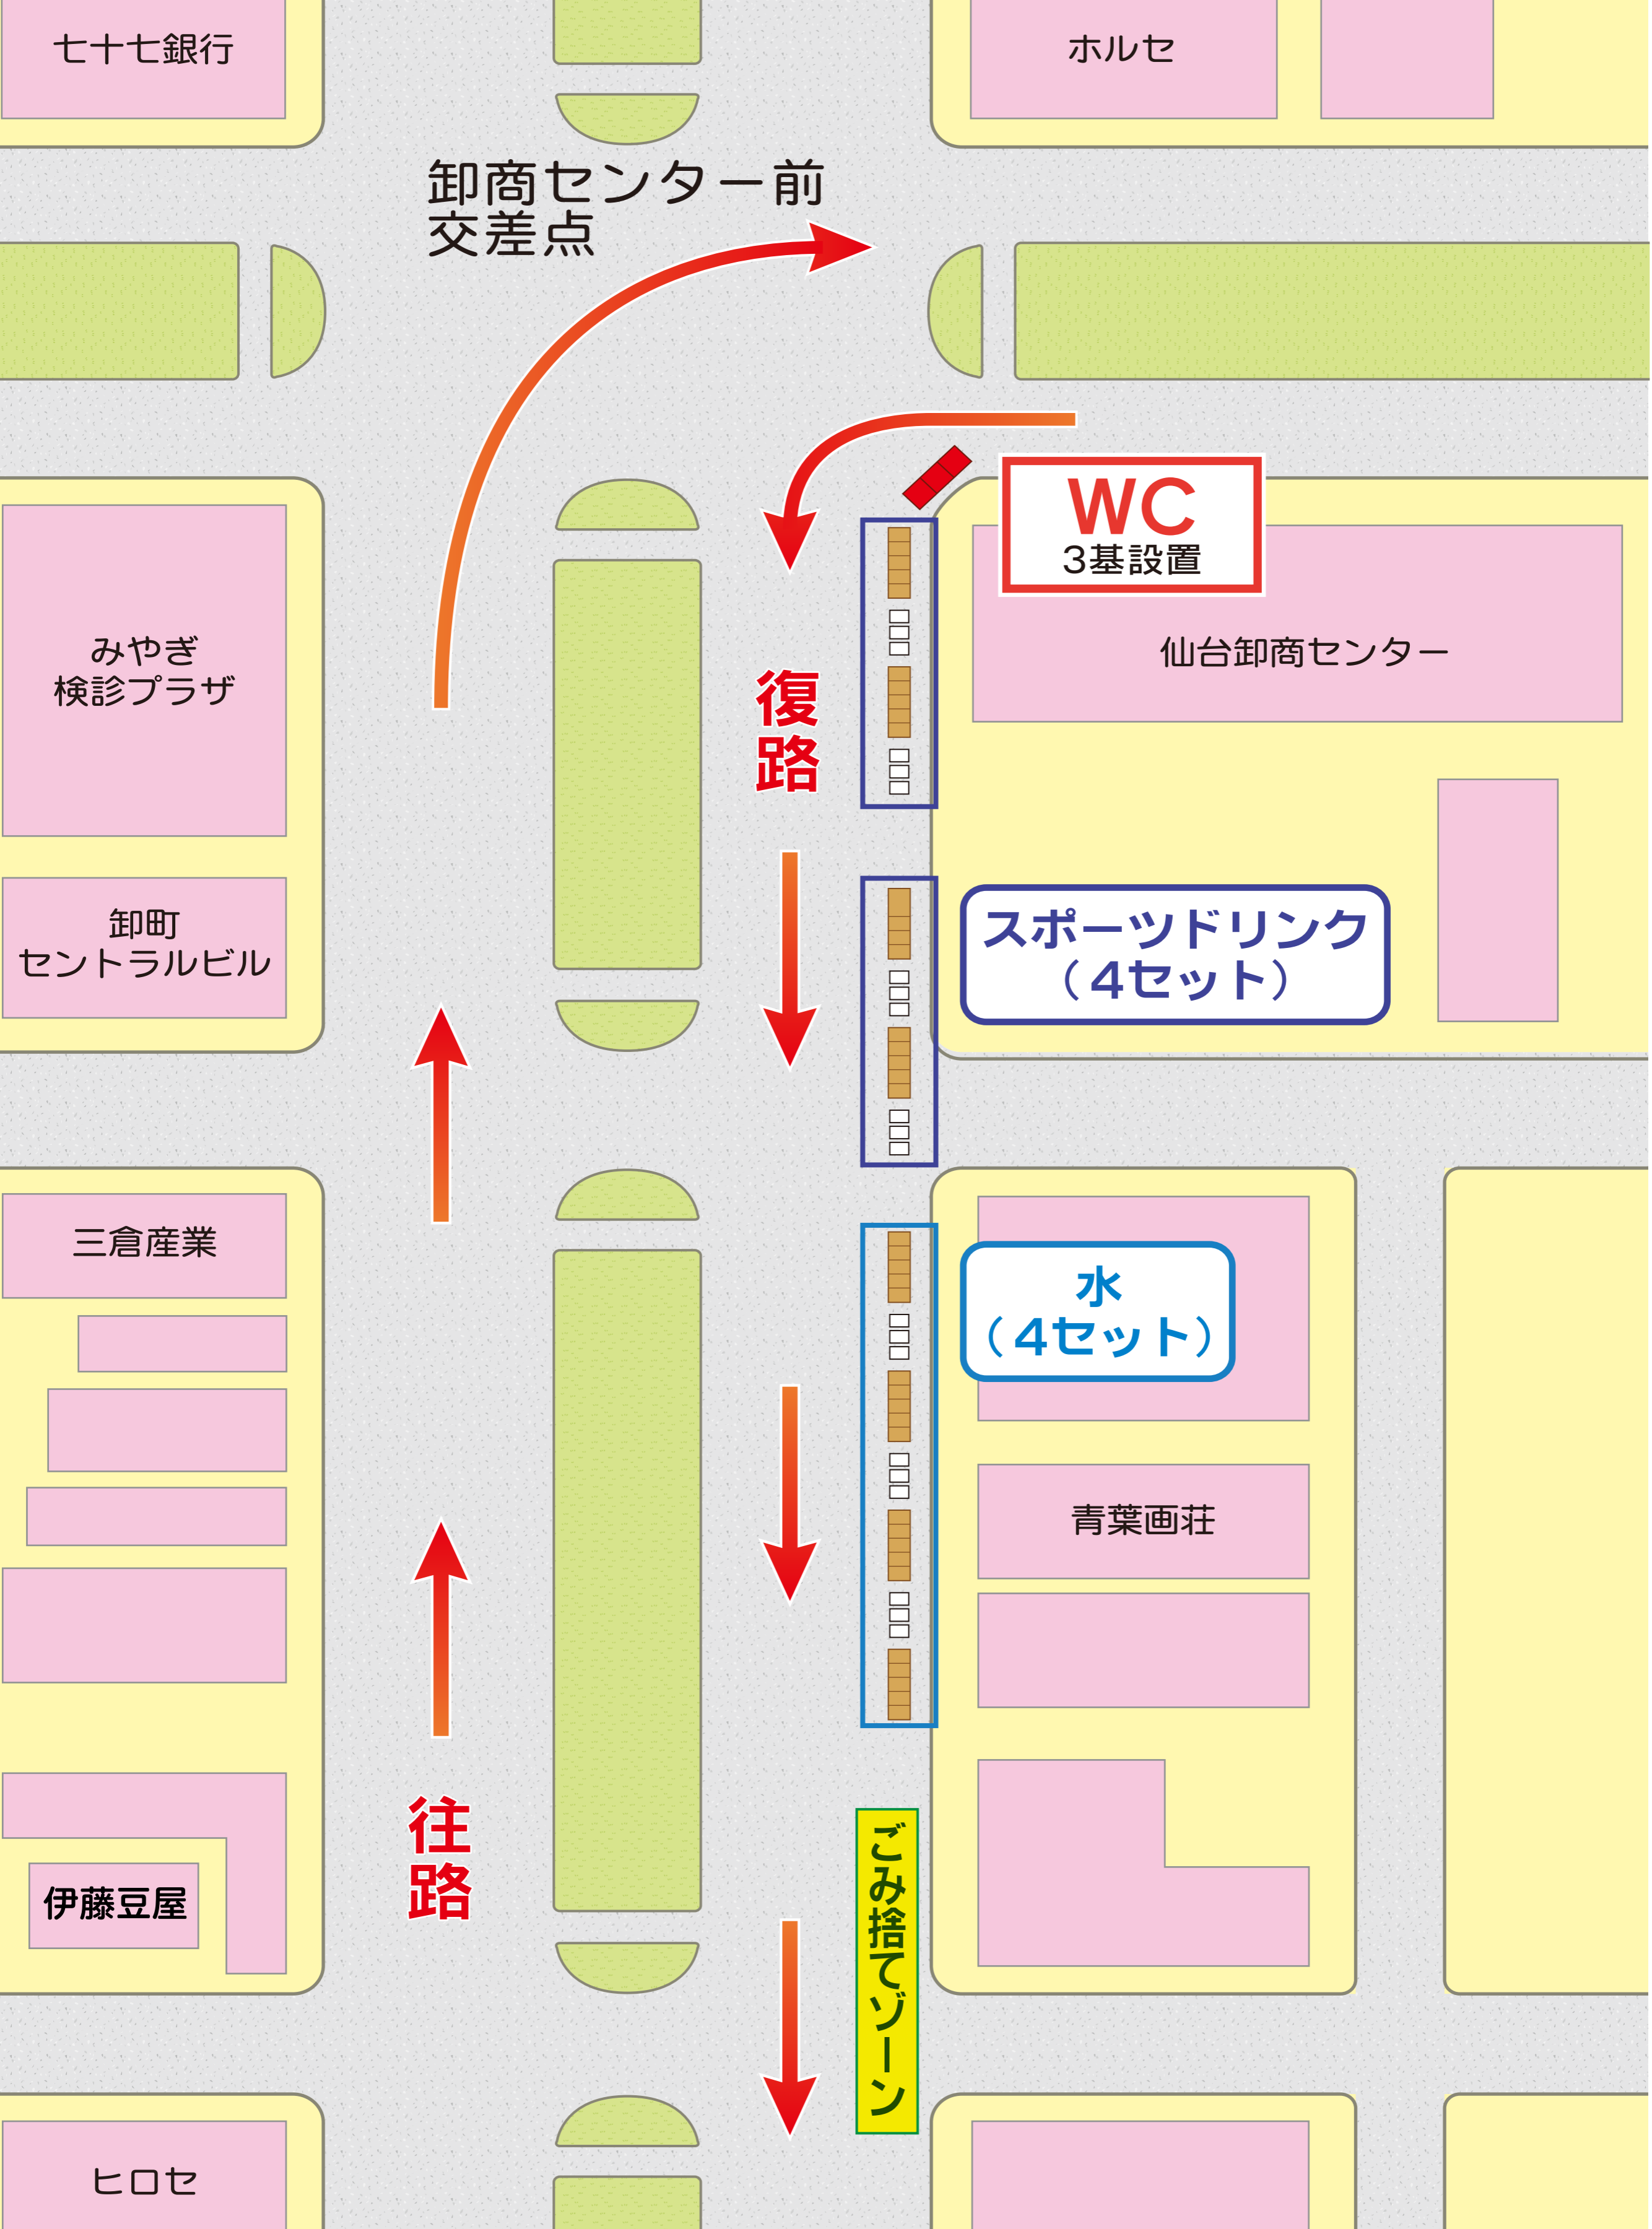 七十七銀行
ホルセ
卸商センター前
交差点
WC
3基設置
仙台卸商センター
みやぎ
検診プラザ
復路
卸町
セントラルビル
スポーツドリンク
（4セット）
三倉産業
水
（4セット）
青葉画荘
往路
ごみ捨てゾーン
伊藤豆屋
ヒロセ